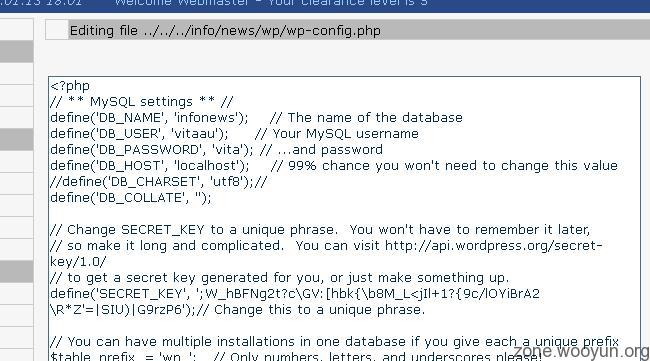 .01.13 18:01 Welcome Webmaster - Your clearance level is 5
Editing file ../../../info/news/wp/wp-config.php
<?php
// ** MySQL settings ** //
define('DB_NAME', 'infonews');    // The name of the database
define('DB_USER', 'vitaau');     // Your MySQL username
define('DB_PASSWORD', 'vita'); // ...and password
define('DB_HOST', 'localhost');    // 99% chance you won't need to change this value
//define('DB_CHARSET', 'utf8');//
define('DB_COLLATE', '');
// Change SECRET_KEY to a unique phrase.  You won't have to remember it later,
// so make it long and complicated.  You can visit http://api.wordpress.org/secret-
key/1.0/
// to get a secret key generated for you, or just make something up.
define('SECRET_KEY', ';W_hBFNg2t?c\GV:[hbk{\b8M_L<jIl+1?{9c/lOYiBrA2
\R*Z'=|SIU)|G9rzP6');// Change this to a unique phrase.
// You can have multiple installations in one database if you give each a unique prefix
$table_prefix  = 'wn_';   // Only numbers, letters, and underscores please!
zone.wooyun.org